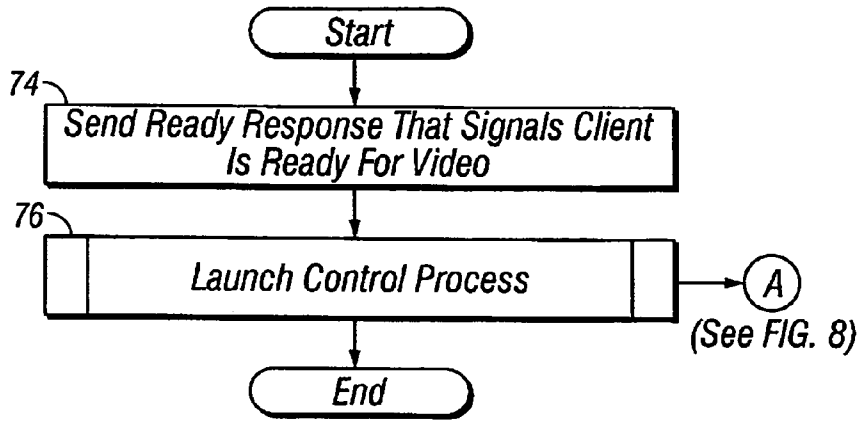 Start
74
Send Ready Response That Signals Client
Is Ready For Video
76
Launch Control Process
A
(See FIG. 8)
End